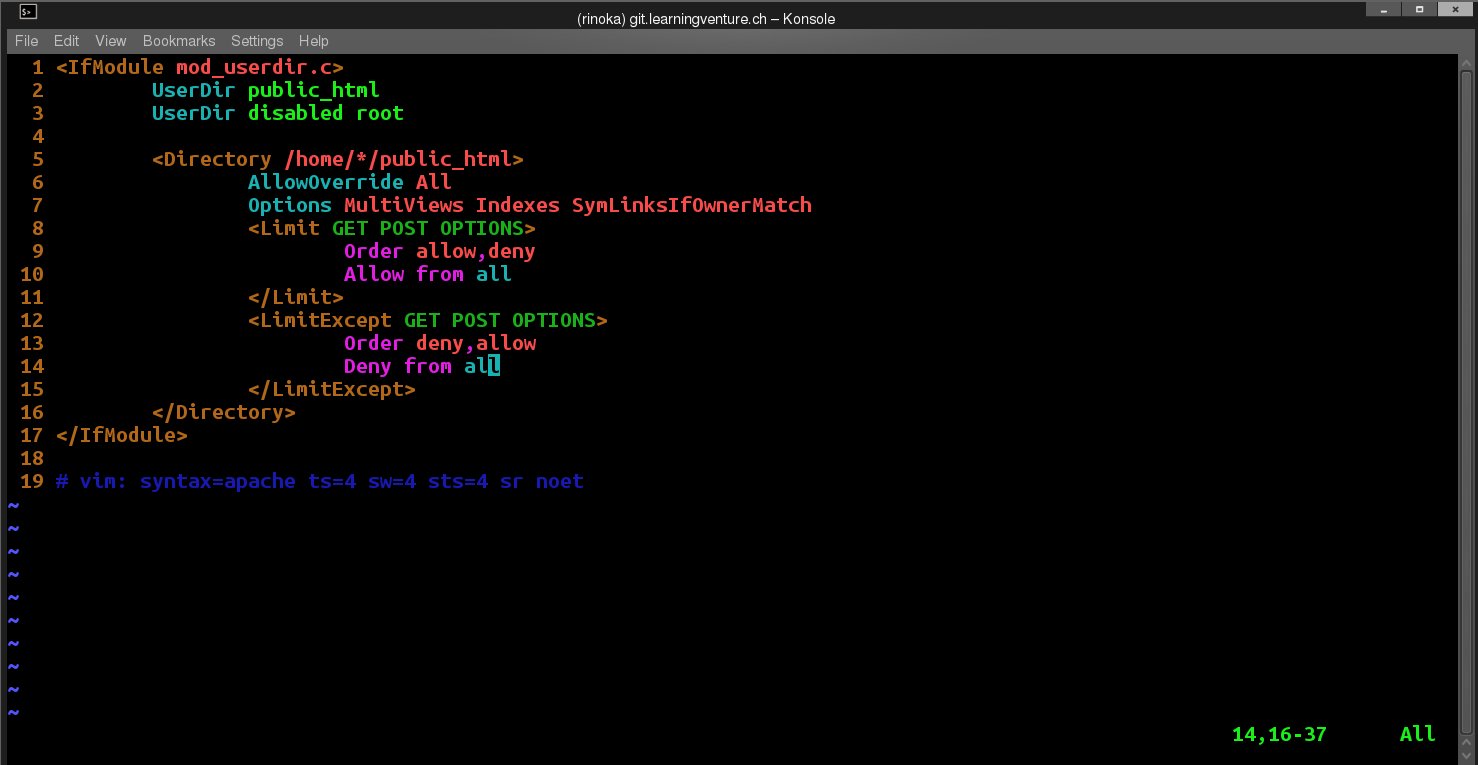 (rinoka) git.learningventure.ch – Konsole
File Edit View Bookmarks Settings Help
1 <IfModule mod_userdir.c>
2         UserDir public_html
3         UserDir disabled root
4
5         <Directory /home/*/public_html>
6                 AllowOverride All
7                 Options MultiViews Indexes SymLinksIfOwnerMatch
8                 <Limit GET POST OPTIONS>
9                         Order allow,deny
10                         Allow from all
11                 </Limit>
12                 <LimitExcept GET POST OPTIONS>
13                         Order deny,allow
14                         Deny from all
15                 </LimitExcept>
16         </Directory>
17 </IfModule>
18
19 # vim: syntax=apache ts=4 sw=4 sts=4 sr noet
~
~
~
~
~
~
~
~
~
~
14,16-37 All